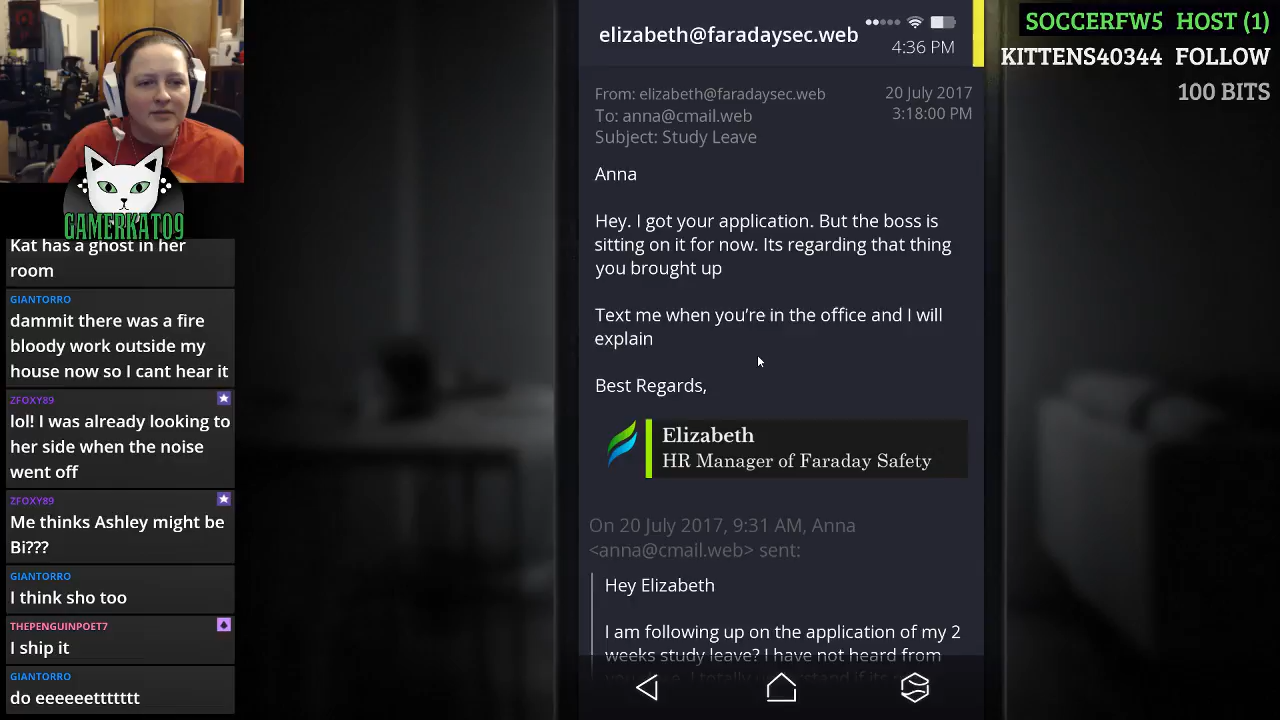 SOCCERFW5 HOST (1)
KITTENS40344 FOLLOW
100 BITS
GAMERKAT09
Kat has a ghost in her
room
GIANTORRO
dammit there was a fire
bloody work outside my
house now so I cant hear it
ZFOXY89
lol! I was already looking to
her side when the noise
went off
ZFOXY89
Me thinks Ashley might be
Bi???
GIANTORRO
I think sho too
THEPENGUINPOET7
I ship it
GIANTORRO
do eeeeeettttttt
elizabeth@faradaysec.web
4:36 PM
From: elizabeth@faradaysec.web
20 July 2017
To: anna@cmail.web
3:18:00 PM
Subject: Study Leave
Anna
Hey. I got your application. But the boss is
sitting on it for now. Its regarding that thing
you brought up
Text me when you're in the office and I will
explain
Best Regards,
Elizabeth
HR Manager of Faraday Safety
On 20 July 2017, 9:31 AM, Anna
<anna@cmail.web> sent:
Hey Elizabeth
I am following up on the application of my 2
weeks study leave? I have not heard from